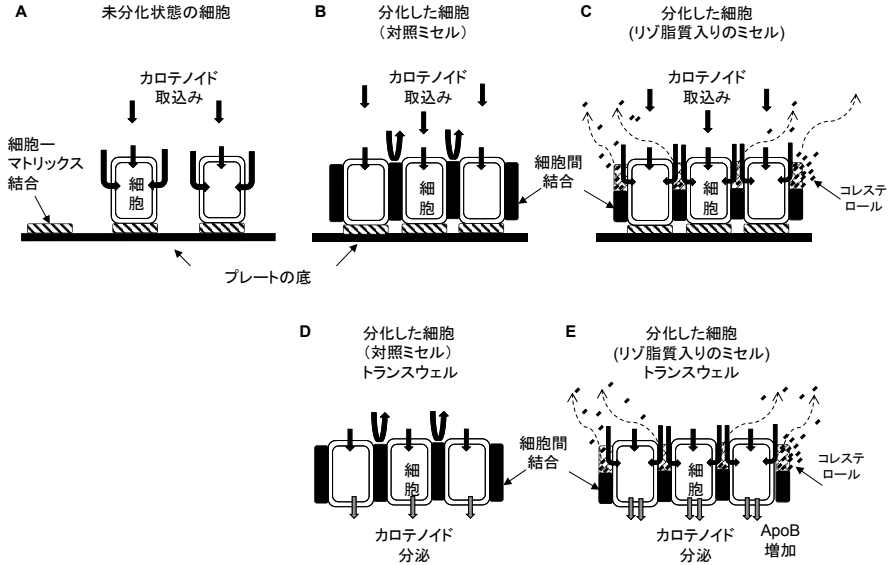 A
未分化状態の細胞
カロテノイド
取込み
細胞ー
マトリックス
結合
細
胞
B
分化した細胞
（対照ミセル）
カロテノイド
取込み
細
胞
C
分化した細胞
(リゾ脂質入りのミセル)
カロテノイド
取込み
細胞間
結合
細
胞
コレステ
ロール
プレートの底
D
分化した細胞
（対照ミセル）
トランスウェル
細
胞
カロテノイド
分泌
E
分化した細胞
(リゾ脂質入りのミセル)
トランスウェル
細胞間
結合
細
胞
コレステ
ロール
カロテノイド
分泌
ApoB
増加